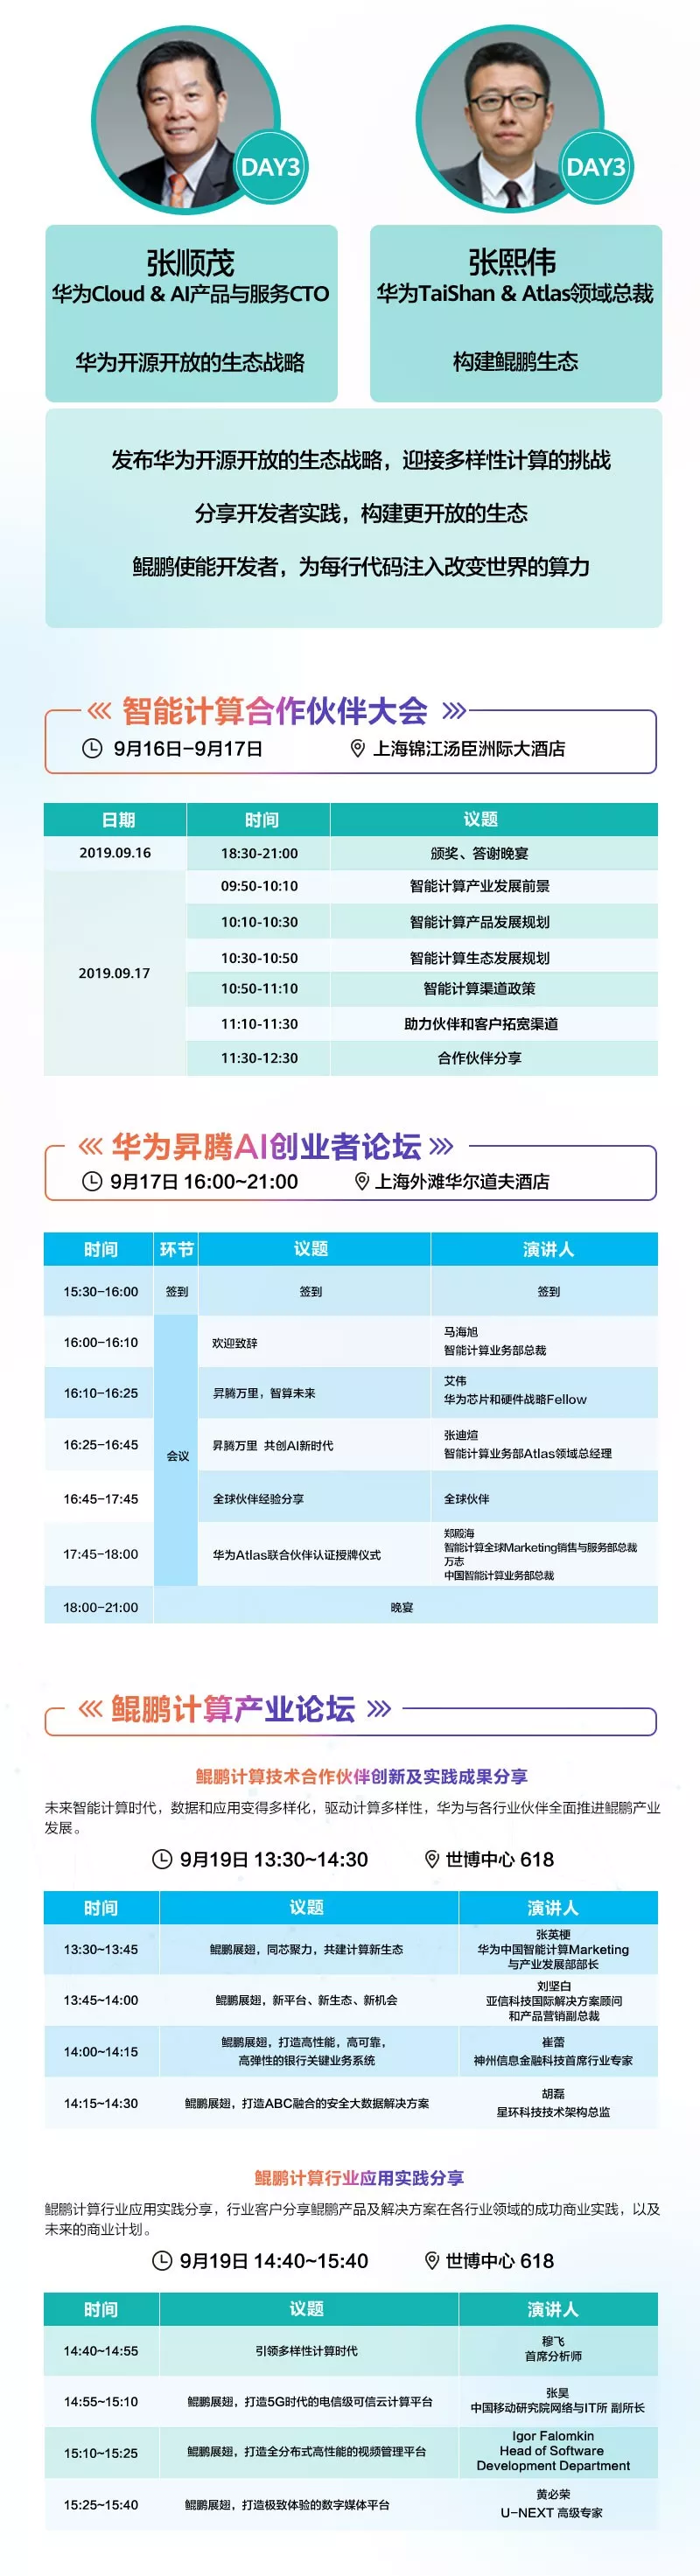 DAY3
DAY3
张顺茂
华为Cloud & AI产品与服务CTO
华为开源开放的生态战略
张熙伟
华为TaiShan & Atlas领域总裁
构建鲲鹏生态
发布华为开源开放的生态战略，迎接多样性计算的挑战
分享开发者实践，构建更开放的生态
鲲鹏使能开发者，为每行代码注入改变世界的算力
智能计算合作伙伴大会
9月16日-9月17日 上海锦江汤臣洲际大酒店
日期 时间 议题
2019.09.16 18:30-21:00 颁奖、答谢晚宴
09:50-10:10 智能计算产业发展前景
10:10-10:30 智能计算产品发展规划
10:30-10:50 智能计算生态发展规划
2019.09.17
10:50-11:10 智能计算渠道政策
11:10-11:30 助力伙伴和客户拓宽渠道
11:30-12:30 合作伙伴分享
华为昇腾AI创业者论坛
9月17日 16:00~21:00 上海外滩华尔道夫酒店
时间 环节 议题 演讲人
15:30-16:00 签到 签到 签到
16:00-16:10 欢迎致辞 马海旭
智能计算业务部总裁
16:10-16:25 昇腾万里，智算未来 艾伟
华为芯片和硬件战略Fellow
16:25-16:45 昇腾万里 共创AI新时代 张迪煊
智能计算业务部Atlas领域总经理
会议
16:45-17:45 全球伙伴经验分享 全球伙伴
17:45-18:00 华为Atlas联合伙伴认证授牌仪式 郑殿海
智能计算全球Marketing销售与服务部总裁
万志
中国智能计算业务部总裁
18:00-21:00 晚宴
鲲鹏计算产业论坛
鲲鹏计算技术合作伙伴创新及实践成果分享
未来智能计算时代，数据和应用变得多样化，驱动计算多样性，华为与各行业伙伴全面推进鲲鹏产业
发展。
9月19日 13:30~14:30 世博中心 618
时间 议题 演讲人
13:30~13:45 鲲鹏展翅，同芯聚力，共建计算新生态 张英梗
华为中国智能计算Marketing
与产业发展部部长
13:45~14:00 鲲鹏展翅，新平台、新生态、新机会 刘坚白
亚信科技国际解决方案顾问
和产品营销副总裁
14:00~14:15 鲲鹏展翅，打造高性能，高可靠，
高弹性的银行关键业务系统 崔蕾
神州信息金融科技首席行业专家
14:15~14:30 鲲鹏展翅，打造ABC融合的安全大数据解决方案 胡磊
星环科技技术架构总监
鲲鹏计算行业应用实践分享
鲲鹏计算行业应用实践分享，行业客户分享鲲鹏产品及解决方案在各行业领域的成功商业实践，以及
未来的商业计划。
9月19日 14:40~15:40 世博中心 618
时间 议题 演讲人
14:40~14:55 引领多样性计算时代 穆飞
首席分析师
14:55~15:10 鲲鹏展翅，打造5G时代的电信级可信云计算平台 张昊
中国移动研究院网络与IT所 副所长
15:10~15:25 鲲鹏展翅，打造全分布式高性能的视频管理平台 Igor Falomkin
Head of Software
Development Department
15:25~15:40 鲲鹏展翅，打造极致体验的数字媒体平台 黄必荣
U-NEXT 高级专家